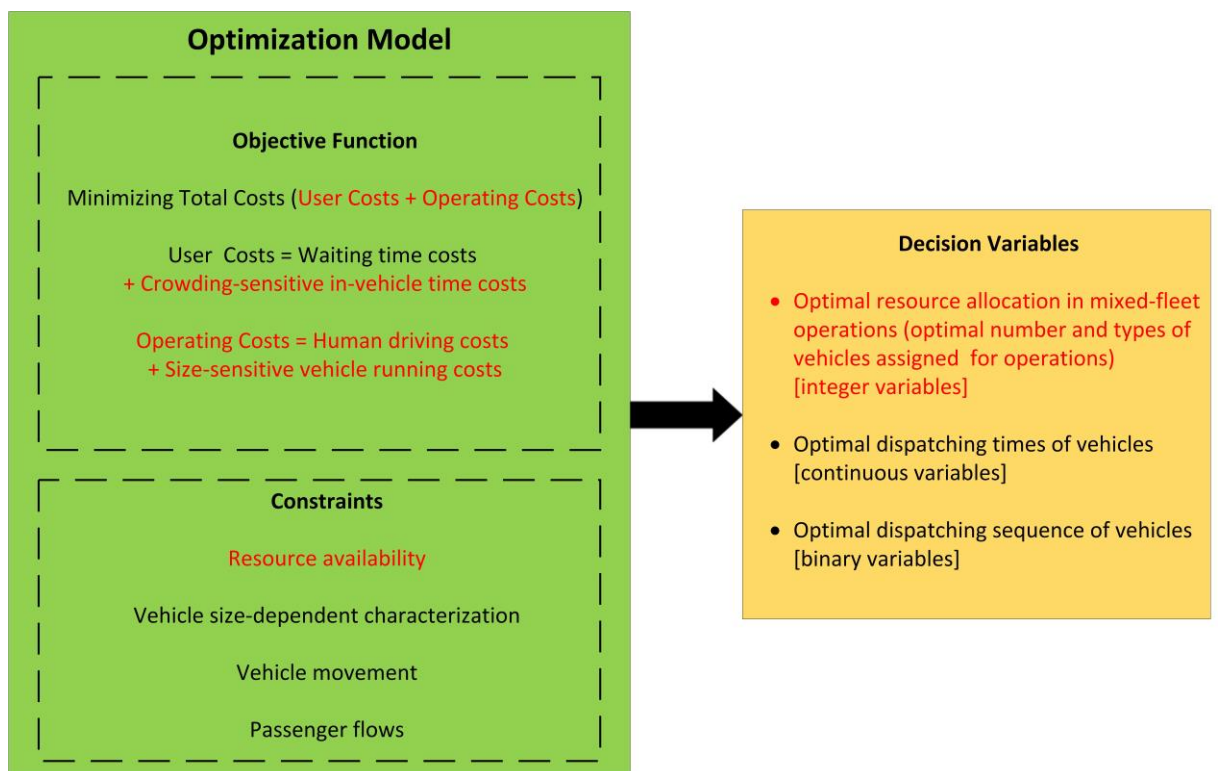 Optimization Model
Objective Function
Minimizing Total Costs (User Costs + Operating Costs)
User Costs = Waiting time costs
+ Crowding-sensitive in-vehicle time costs
Operating Costs = Human driving costs
+ Size-sensitive vehicle running costs
Constraints
Resource availability
Vehicle size-dependent characterization
Vehicle movement
Passenger flows
Decision Variables
• Optimal resource allocation in mixed-fleet
operations (optimal number and types of
vehicles assigned for operations)
[integer variables]
• Optimal dispatching times of vehicles
[continuous variables]
• Optimal dispatching sequence of vehicles
[binary variables]